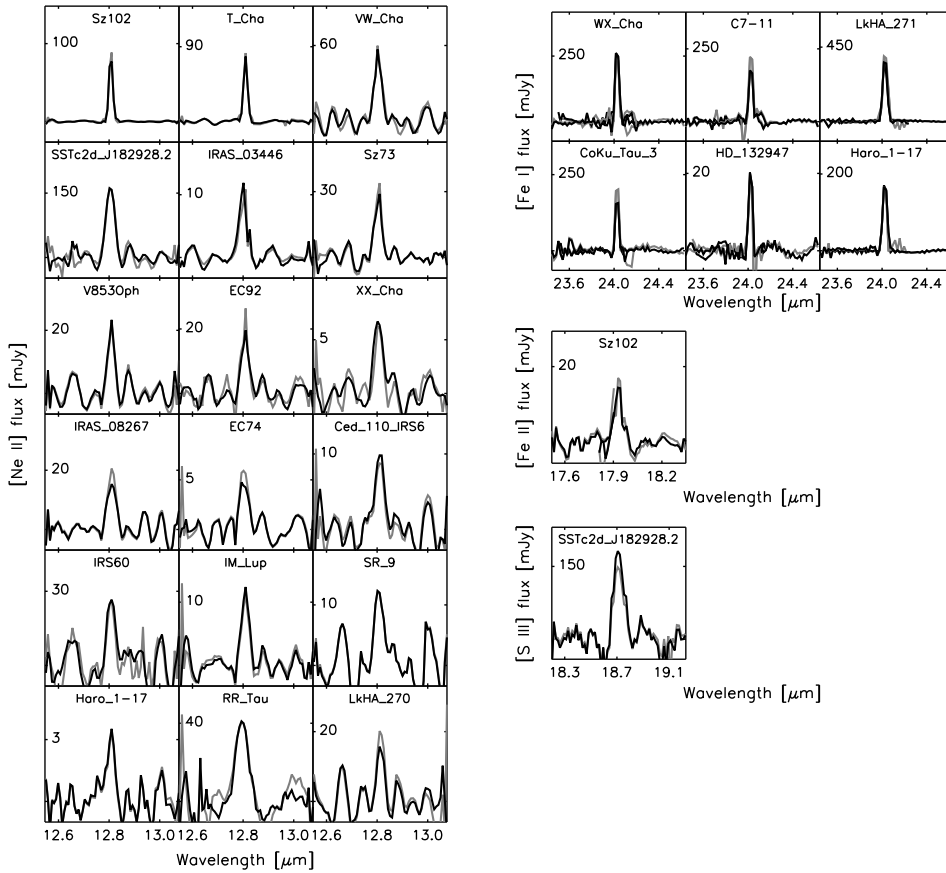 [Ne II] flux [mJy]
Sz102 T_Cha VW_Cha
100 90 60
SSTc2d_J182928.2 IRAS_03446 Sz73
150 10 30
V853Oph EC92 XX_Cha
20 20 5
IRAS_08267 EC74 Ced_110_IRS6
20 5 10
IRS60 IM_Lup SR_9
30 10 10
Haro_1-17 RR_Tau LkHA_270
3 40 20
12.6 12.8 13.0 12.6 12.8 13.0 12.6 12.8 13.0
Wavelength [μm]
[Fe I] flux [mJy]
WX_Cha C7-11 LkHA_271
250 250 450
CoKu_Tau_3 HD_132947 Haro_1-17
250 20 200
23.6 24.0 24.4 23.6 24.0 24.4 23.6 24.0 24.4
Wavelength [μm]
[Fe II] flux [mJy]
Sz102
20
17.6 17.9 18.2
Wavelength [μm]
[S III] flux [mJy]
SSTc2d_J182928.2
150
18.3 18.7 19.1
Wavelength [μm]